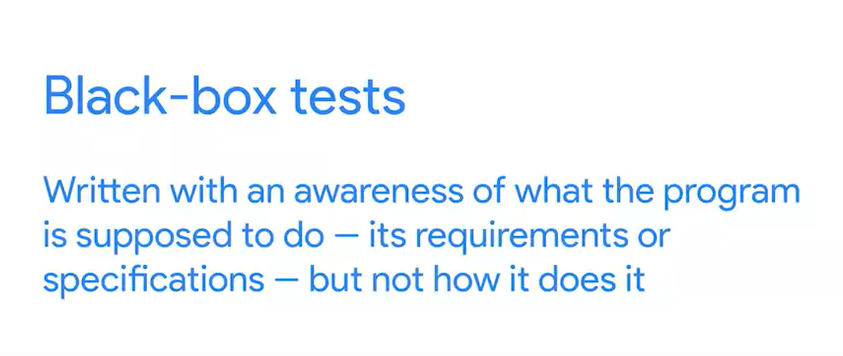 Black-box tests
Written with an awareness of what the program
is supposed to do — its requirements or
specifications — but not how it does it